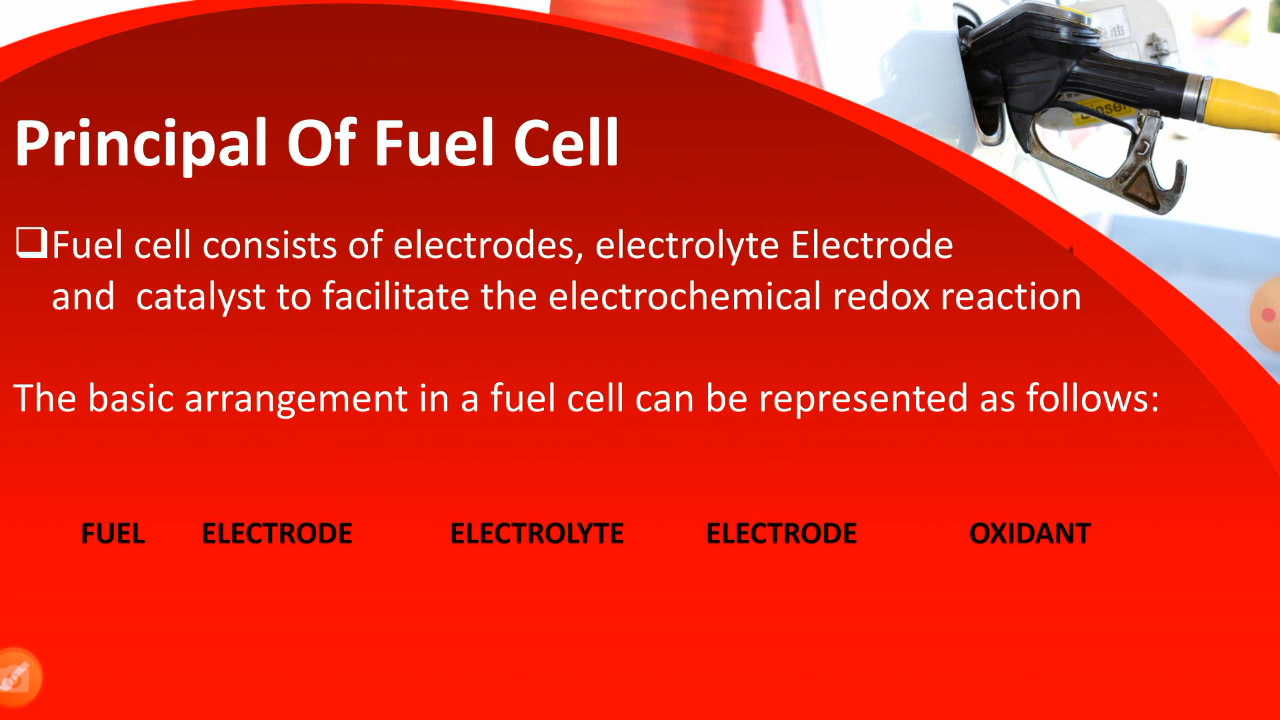 Principal Of Fuel Cell
❑Fuel cell consists of electrodes, electrolyte Electrode
and catalyst to facilitate the electrochemical redox reaction
The basic arrangement in a fuel cell can be represented as follows:
FUEL ELECTRODE ELECTROLYTE ELECTRODE OXIDANT